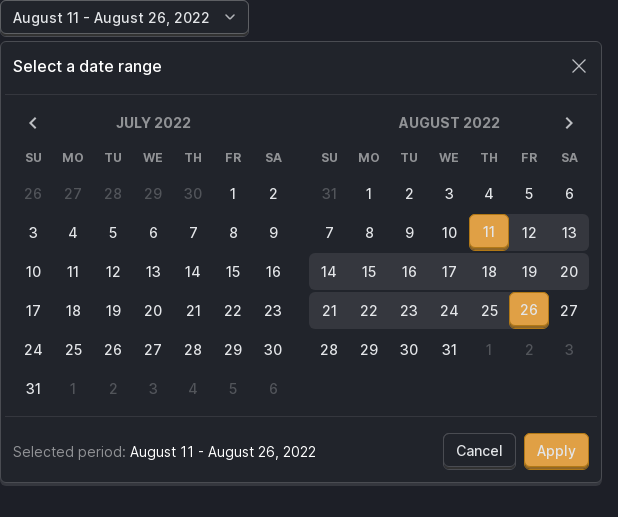 August 11 - August 26, 2022
Select a date range
JULY 2022
SU MO TU WE TH FR SA
26 27 28 29 30 1 2
3 4 5 6 7 8 9
10 11 12 13 14 15 16
17 18 19 20 21 22 23
24 25 26 27 28 29 30
31 1 2 3 4 5 6
AUGUST 2022
SU MO TU WE TH FR SA
31 1 2 3 4 5 6
7 8 9 10 11 12 13
14 15 16 17 18 19 20
21 22 23 24 25 26 27
28 29 30 31 1 2 3
Selected period: August 11 - August 26, 2022
Cancel
Apply